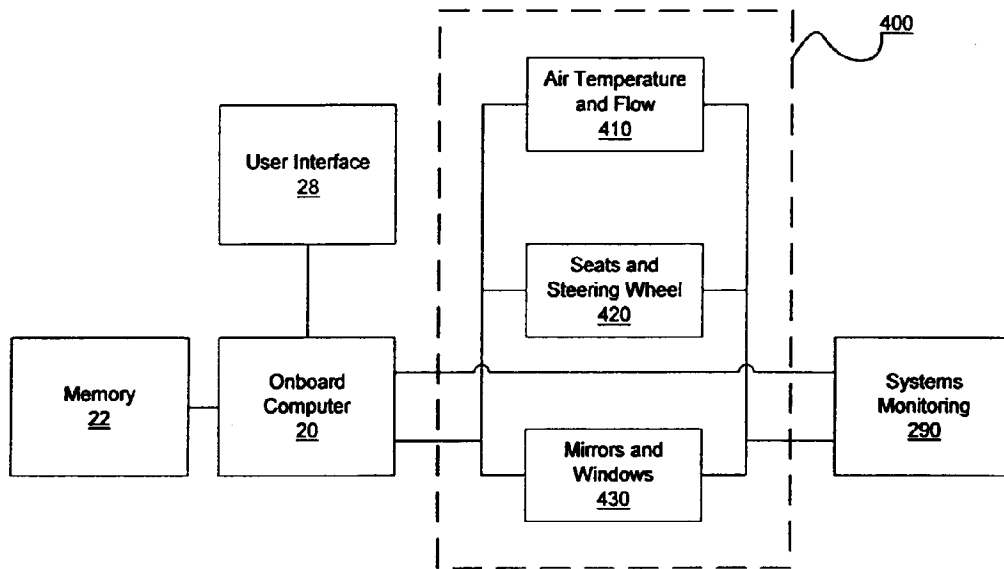 400
Air Temperature
and Flow
410
User Interface
28
Seats and
Steering Wheel
420
Memory
22
Onboard
Computer
20
Systems
Monitoring
290
Mirrors and
Windows
430